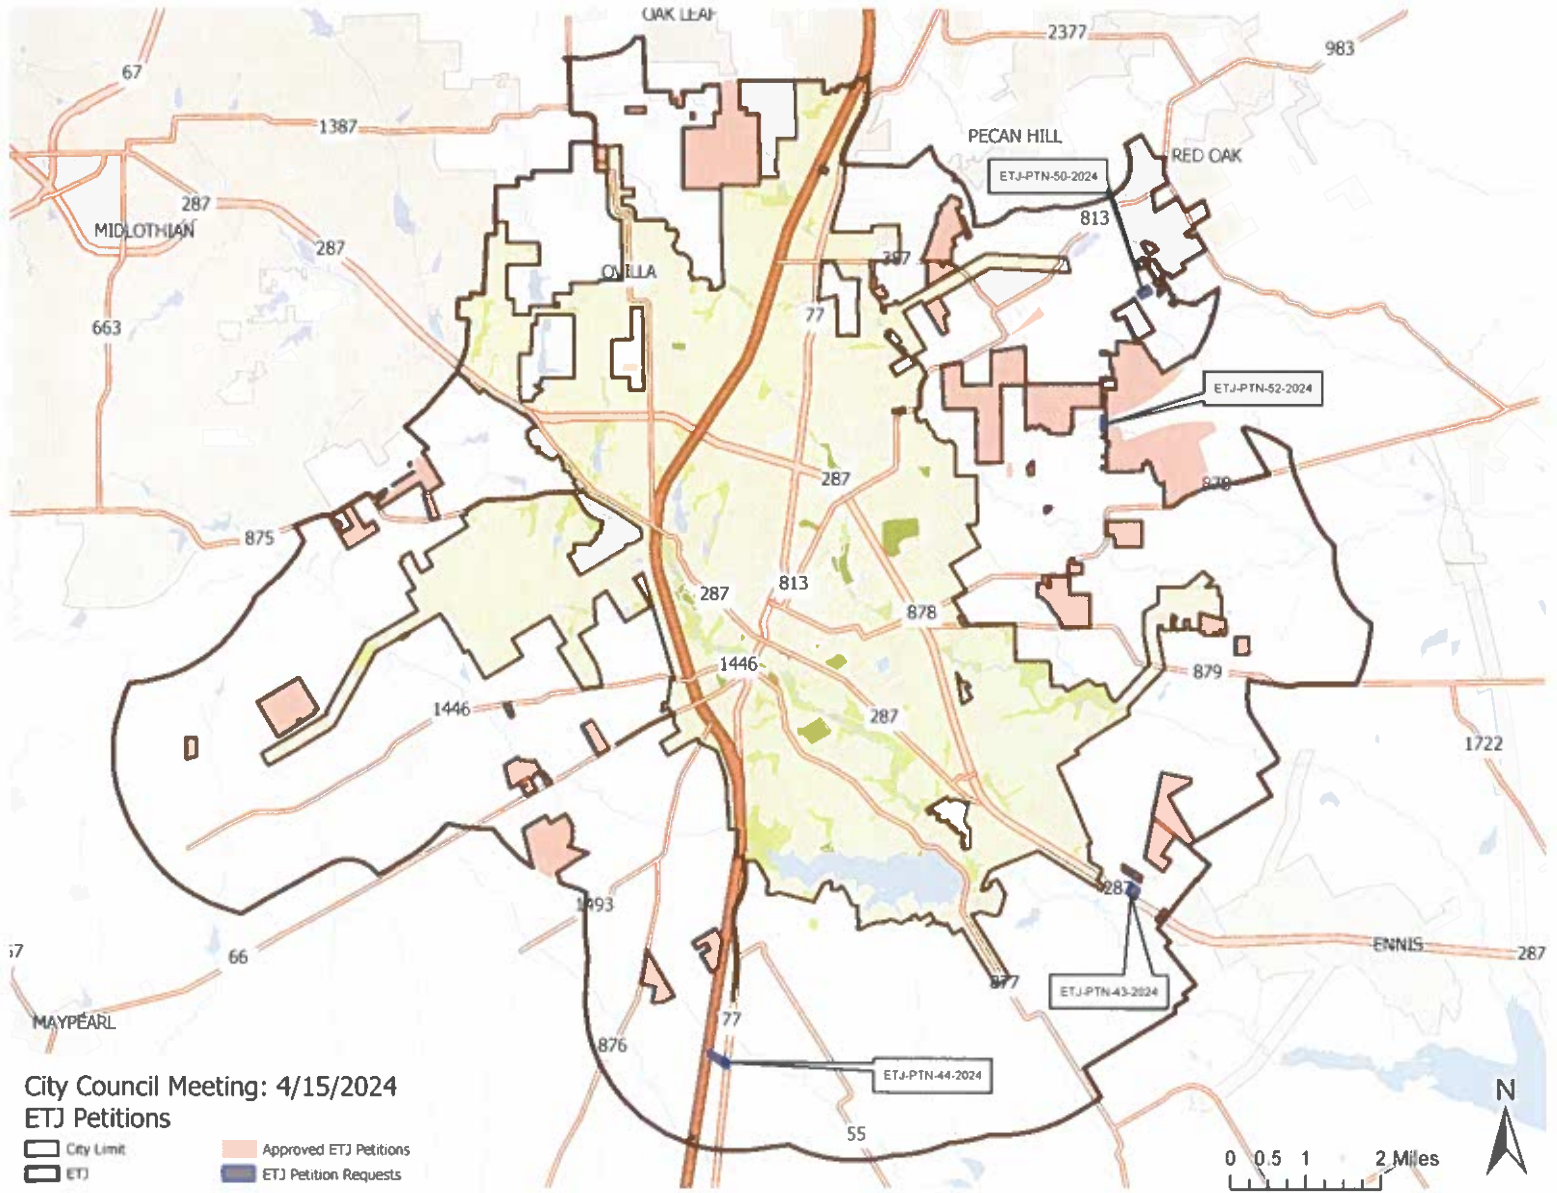 OAK LEAF
2377
983
67
1387
PECAN HILL
RED OAK
ETJ-PTN-50-2024
287
813
MIDLOTHIAN
287
387
OVILLA
77
663
ETJ-PTN-52-2024
287
878
875
287
813
878
1446
879
1446
287
1722
287
1493
ENNIS
287
67
66
877
ETJ-PTN-43-2024
MAYPEARL
77
876
ETJ-PTN-44-2024
55
City Council Meeting: 4/15/2024
ETJ Petitions
City Limit
Approved ETJ Petitions
ETJ
ETJ Petition Requests
N
0 0.5 1 2 Miles